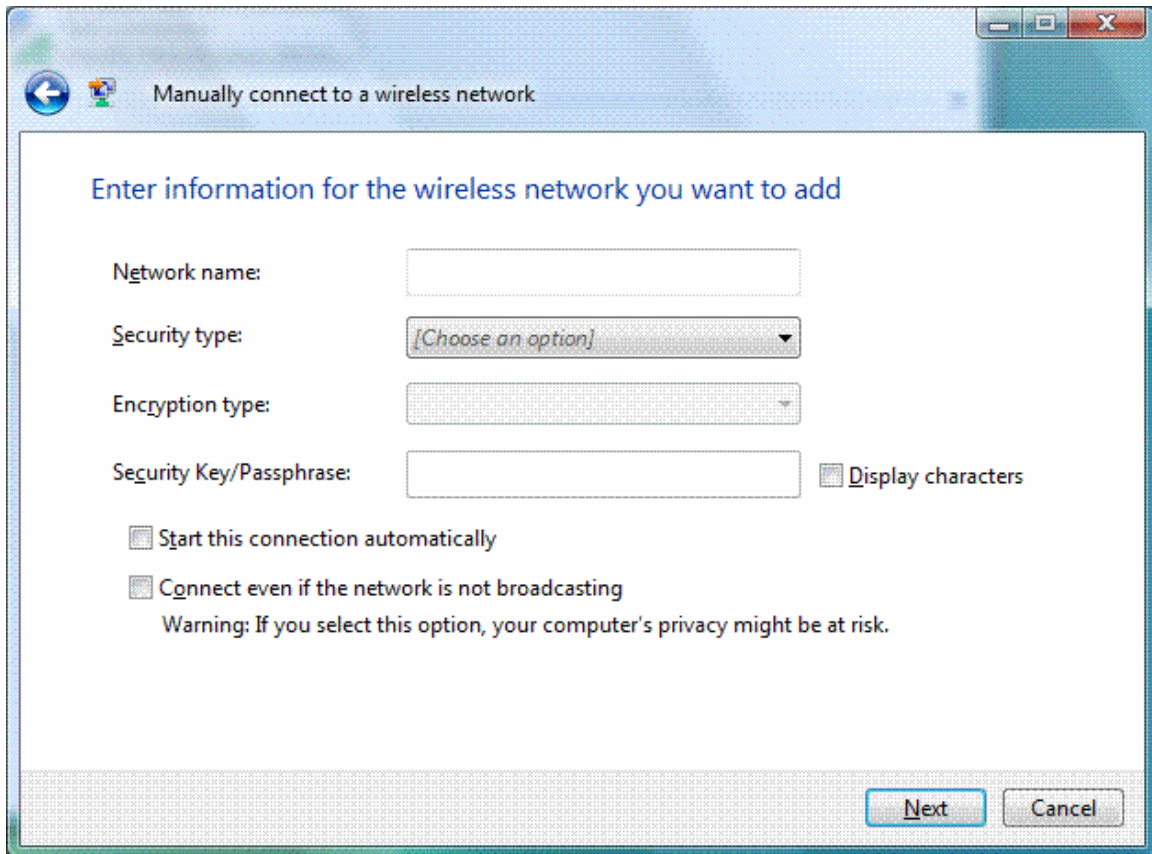 Manually connect to a wireless network
Enter information for the wireless network you want to add
Network name:
Security type: [Choose an option]
Encryption type:
Security Key/Passphrase: Display characters
Start this connection automatically
Connect even if the network is not broadcasting
Warning: If you select this option, your computer's privacy might be at risk.
Next Cancel